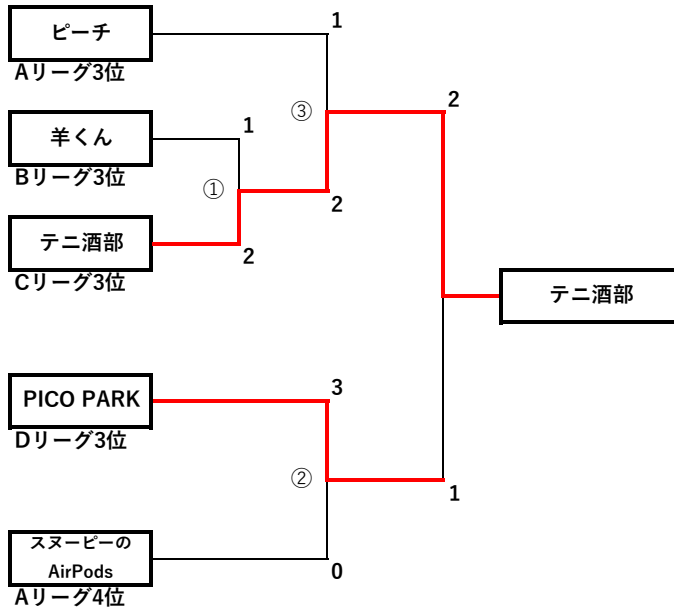 ピーチ
1
Aリーグ3位
③
2
羊くん
1
Bリーグ3位
①
2
テニ酒部
2
Cリーグ3位
テニ酒部
PICO PARK
3
Dリーグ3位
②
1
スヌーピーの
AirPods
0
Aリーグ4位